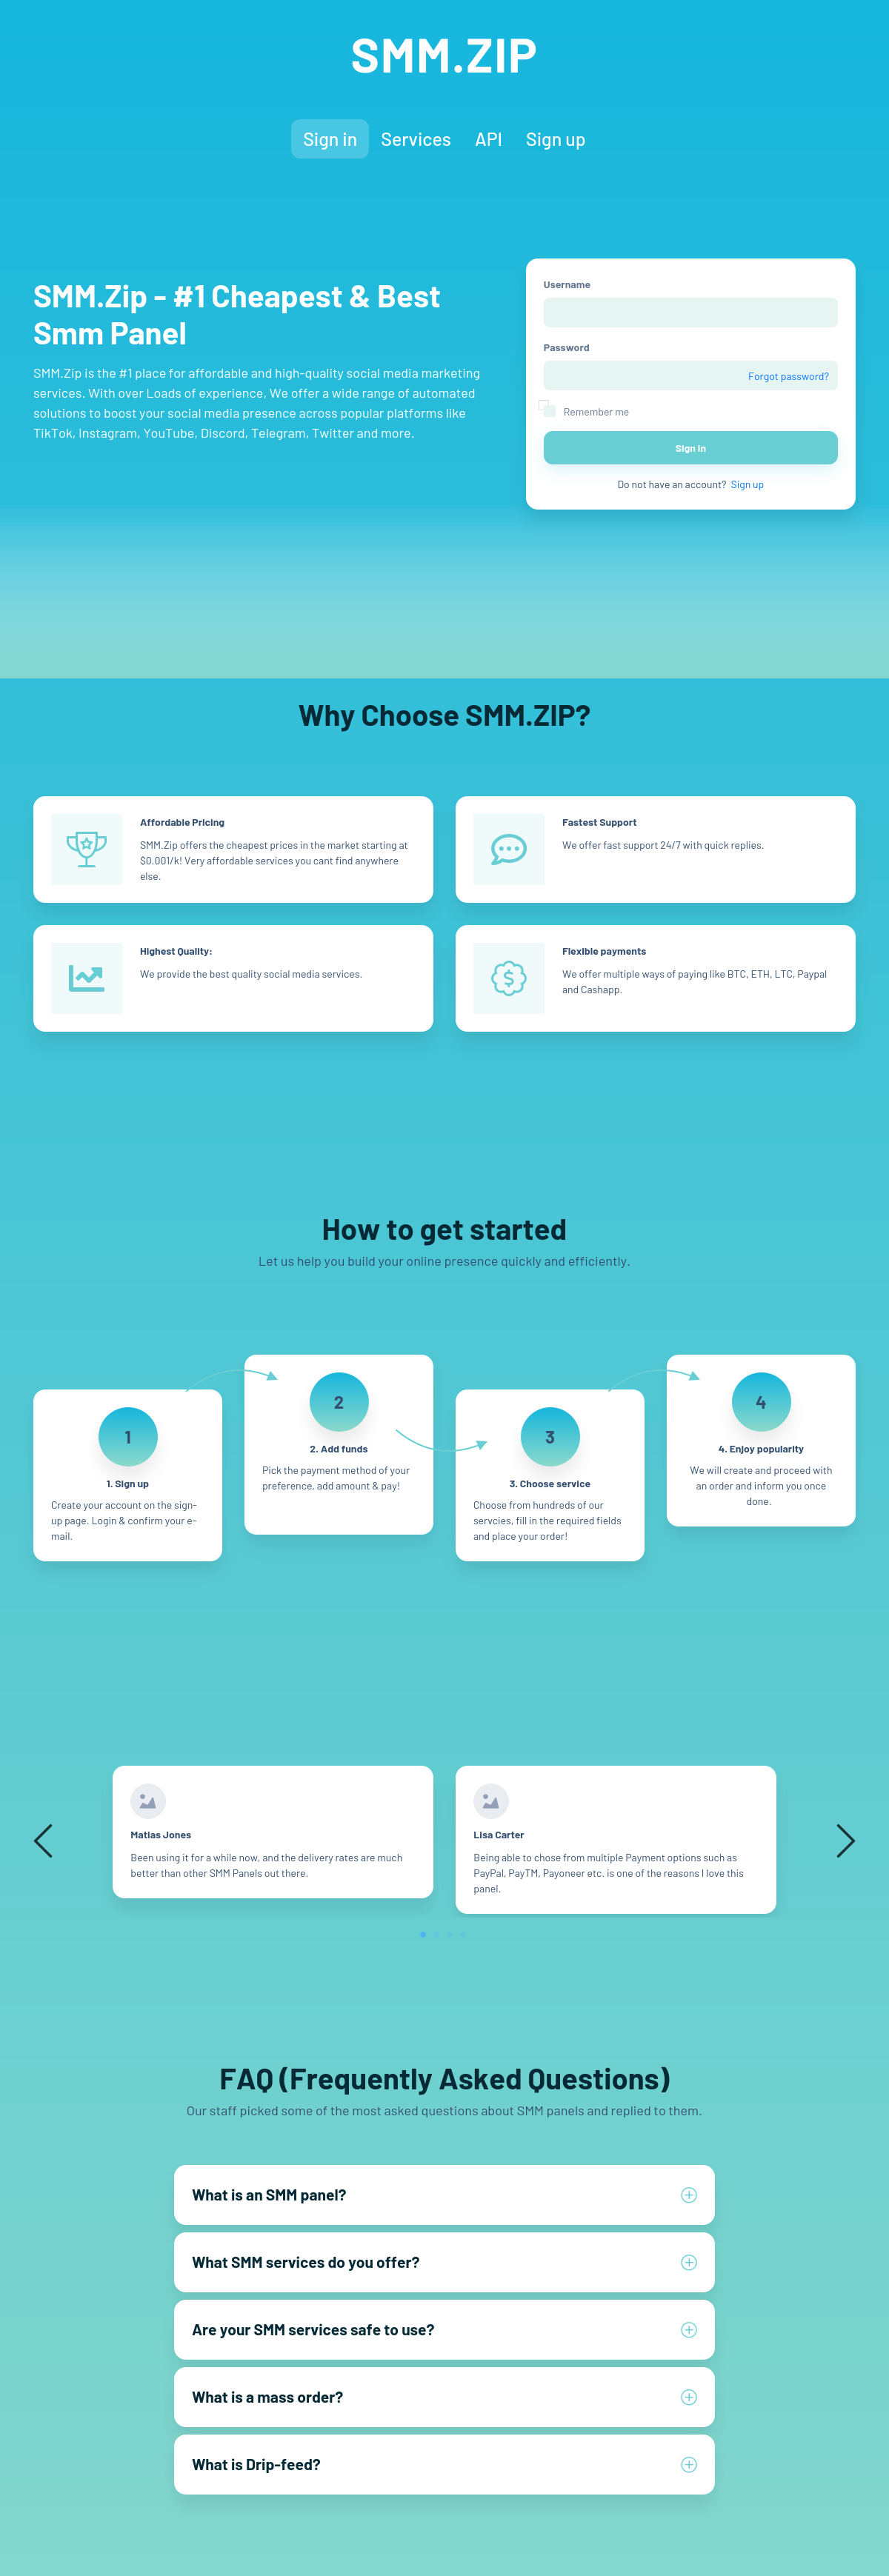 SMM.ZIP
Sign in
Services
API
Sign up
SMM.Zip - #1 Cheapest & Best
Smm Panel
SMM.Zip is the #1 place for affordable and high-quality social media marketing
services. With over Loads of experience, We offer a wide range of automated
solutions to boost your social media presence across popular platforms like
TikTok, Instagram, YouTube, Discord, Telegram, Twitter and more.
Username
Password
Forgot password?
Remember me
Sign in
Do not have an account? Sign up
Why Choose SMM.ZIP?
Affordable Pricing
SMM.Zip offers the cheapest prices in the market starting at
$0.001/k! Very affordable services you cant find anywhere
else.
Fastest Support
We offer fast support 24/7 with quick replies.
Highest Quality:
We provide the best quality social media services.
Flexible payments
We offer multiple ways of paying like BTC, ETH, LTC, Paypal
and Cashapp.
How to get started
Let us help you build your online presence quickly and efficiently.
1
1. Sign up
Create your account on the sign-
up page. Login & confirm your e-
mail.
2
2. Add funds
Pick the payment method of your
preference, add amount & pay!
3
3. Choose service
Choose from hundreds of our
servcies, fill in the required fields
and place your order!
4
4. Enjoy popularity
We will create and proceed with
an order and inform you once
done.
Matias Jones
Been using it for a while now, and the delivery rates are much
better than other SMM Panels out there.
Lisa Carter
Being able to chose from multiple Payment options such as
PayPal, PayTM, Payoneer etc. is one of the reasons I love this
panel.
FAQ (Frequently Asked Questions)
Our staff picked some of the most asked questions about SMM panels and replied to them.
What is an SMM panel?
What SMM services do you offer?
Are your SMM services safe to use?
What is a mass order?
What is Drip-feed?